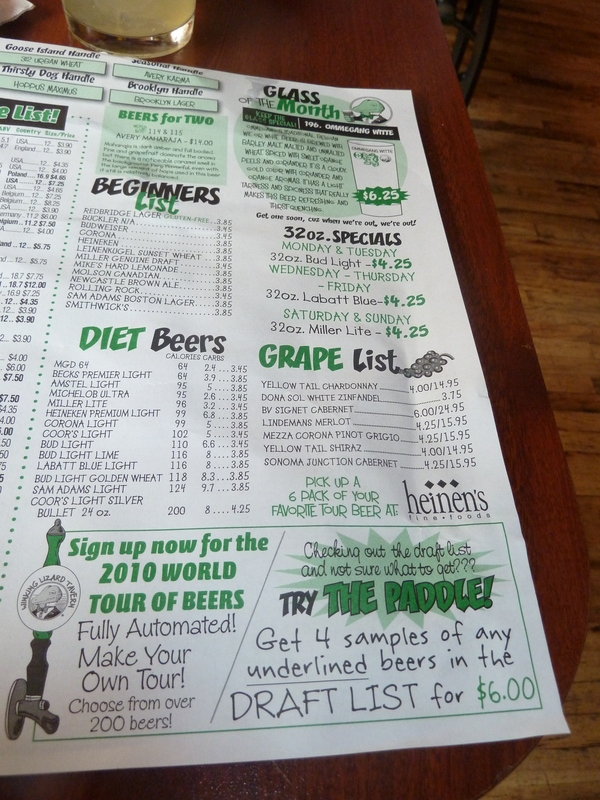 Goose Island Handle
312 URBAN WHEAT
Thirsty Dog Handle
HOPPUS MAXIMUS
Seasonal Handle
AVERY KARMA
Brooklyn Handle
BROOKLYN LAGER
e List!
COUNTRY Size/Price
BEERS for TWO
114 & 115
AVERY MAHARAJA - $14.00
BEGINNERS
List
REDBRIDGE LAGER GLUTEN-FREE 3.85
BUCKLER N/A 3.85
BUDWEISER 3.45
CORONA 3.85
HEINEKEN 3.85
LEINENKUGEL SUNSET WHEAT 3.85
MILLER GENUINE DRAFT 3.45
MIKE'S HARD LEMONADE 3.85
MOLSON CANADIAN 3.85
NEWCASTLE BROWN ALE 3.85
ROLLING ROCK 3.45
SAM ADAMS BOSTON LAGER 3.85
SMITHWICK'S 3.85
DIET Beers
CALORIES CARBS
MGD 64 64 2.4 ... 3.45
BECKS PREMIER LIGHT 64 3.9 ... 3.85
AMSTEL LIGHT 95 5 ..... 3.85
MICHELOB ULTRA 95 2.6 ... 3.45
MILLER LITE 96 3.2 ... 3.45
HEINEKEN PREMIUM LIGHT 99 6.8 ... 3.85
CORONA LIGHT 99 5 ..... 3.85
COOR'S LIGHT 102 5 .... 3.45
BUD LIGHT 110 6.6 ... 3.45
BUD LIGHT LIME 116 8 .... 3.85
LABATT BLUE LIGHT 116 8 .... 3.85
BUD LIGHT GOLDEN WHEAT 118 8.3...3.85
SAM ADAMS LIGHT 124 9.7 ... 3.85
COOR'S LIGHT SILVER
BULLET 24 oz. 200 8 .... 4.25
GLASS
OF THE Month
KEEP THE
GLASS SPECIAL!
196. OMMEGANG WITTE
$6.25
Get one soon, coz when we're out, we're out!
32oz. SPECIALS
MONDAY & TUESDAY
32oz. Bud Light -$4.25
WEDNESDAY - THURSDAY
- FRIDAY
32oz. Labatt Blue-$4.25
SATURDAY & SUNDAY
32oz. Miller Lite - $4.25
GRAPE List
YELLOW TAIL CHARDONNAY 4.00/14.95
DONA SOL WHITE ZINFANDEL 3.75
BV SIGNET CABERNET 6.00/24.95
LINDEMANS MERLOT 4.25/15.95
MEZZA CORONA PINOT GRIGIO 4.25/15.95
YELLOW TAIL SHIRAZ 4.00/14.95
SONOMA JUNCTION CABERNET 4.25/15.95
PICK UP A
6 PACK OF YOUR
FAVORITE TOUR BEER AT:
heinen's
fine • foods
WINKING LIZARD TAVERN
Sign up now for the
2010 WORLD
TOUR OF BEERS
Fully Automated!
Make Your
Own Tour!
Choose from over
200 beers!
Checking out the draft list
and not sure what to get???
TRY THE PADDLE!
Get 4 samples of any
underlined beers in the
DRAFT LIST for $6.00